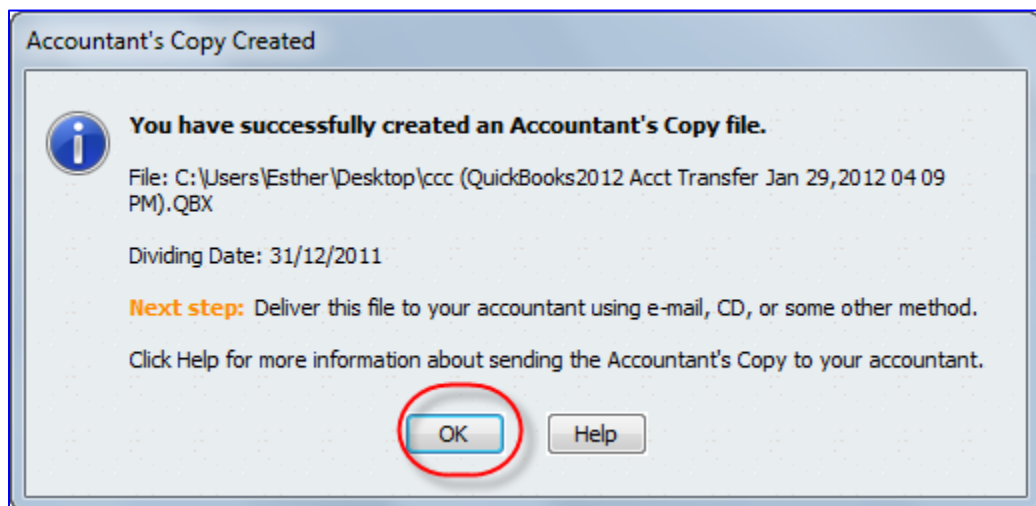 Accountant's Copy Created
You have successfully created an Accountant's Copy file.
File: C:\Users\Esther\Desktop\ccc (QuickBooks2012 Acct Transfer Jan 29,2012 04 09
PM).QBX
Dividing Date: 31/12/2011
Next step: Deliver this file to your accountant using e-mail, CD, or some other method.
Click Help for more information about sending the Accountant's Copy to your accountant.
OK Help